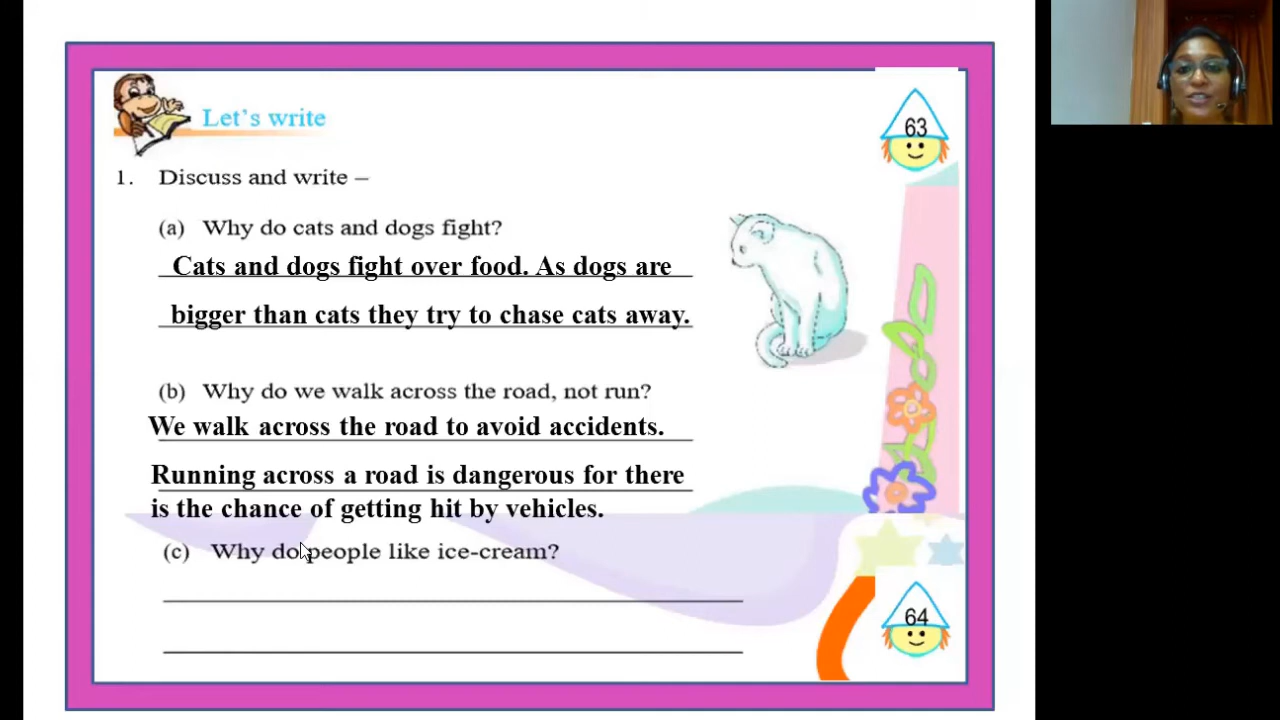 Let's write
63
1. Discuss and write –
(a) Why do cats and dogs fight?
Cats and dogs fight over food. As dogs are
bigger than cats they try to chase cats away.
(b) Why do we walk across the road, not run?
We walk across the road to avoid accidents.
Running across a road is dangerous for there
is the chance of getting hit by vehicles.
(c) Why do people like ice-cream?
64